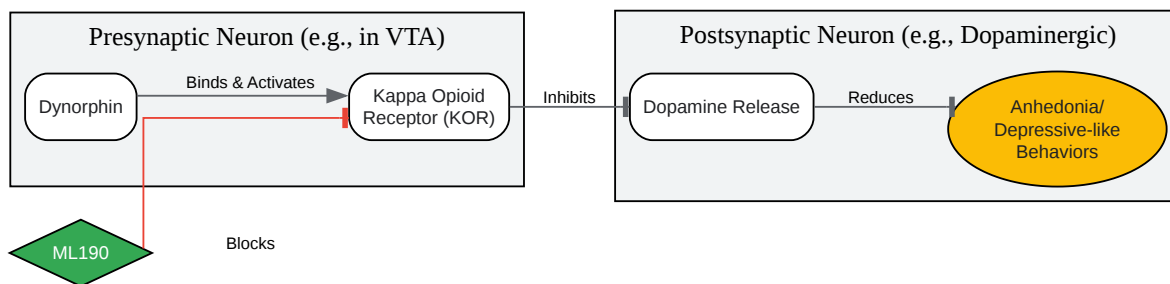 Presynaptic Neuron (e.g., in VTA)
Postsynaptic Neuron (e.g., Dopaminergic)
Dynorphin
Binds & Activates
Kappa Opioid
Receptor (KOR)
Inhibits
Dopamine Release
Reduces
Anhedonia/
Depressive-like
Behaviors
ML190
Blocks